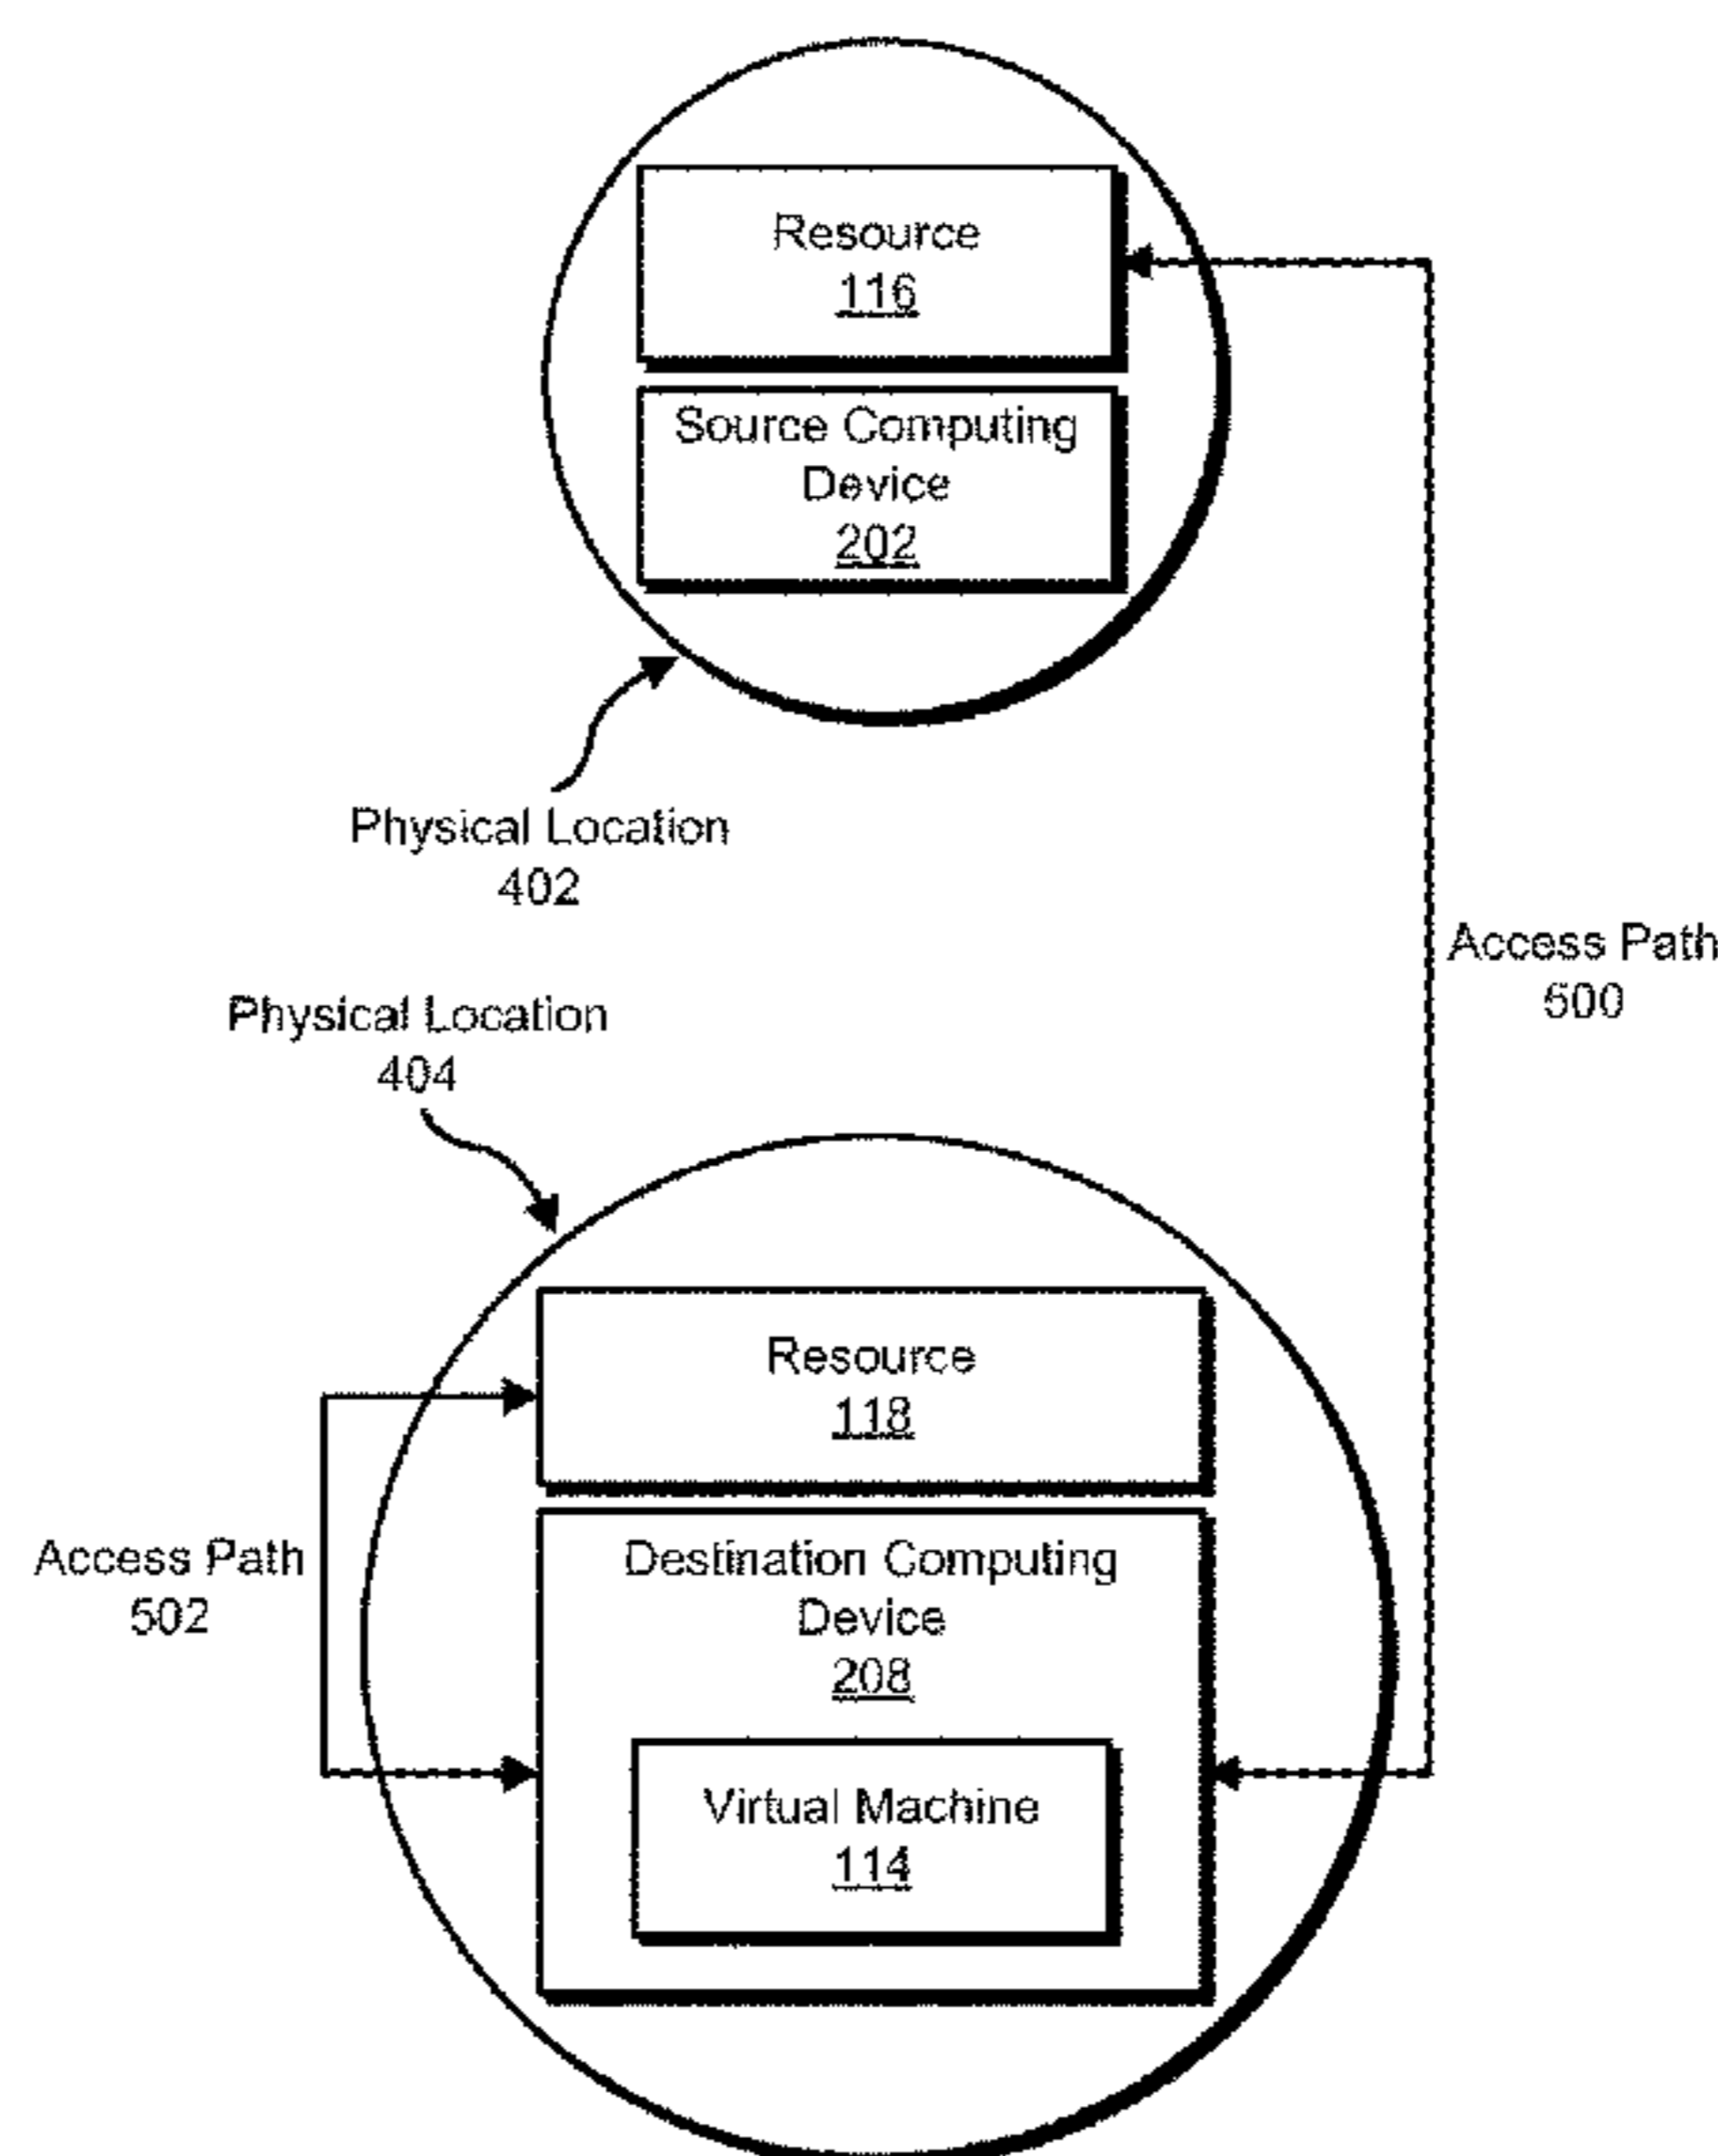 Resource
116
Source Computing
Device
202
Physical Location
402
Access Path
500
Physical Location
404
Resource
118
Access Path
502
Destination Computing
Device
208
Virtual Machine
114